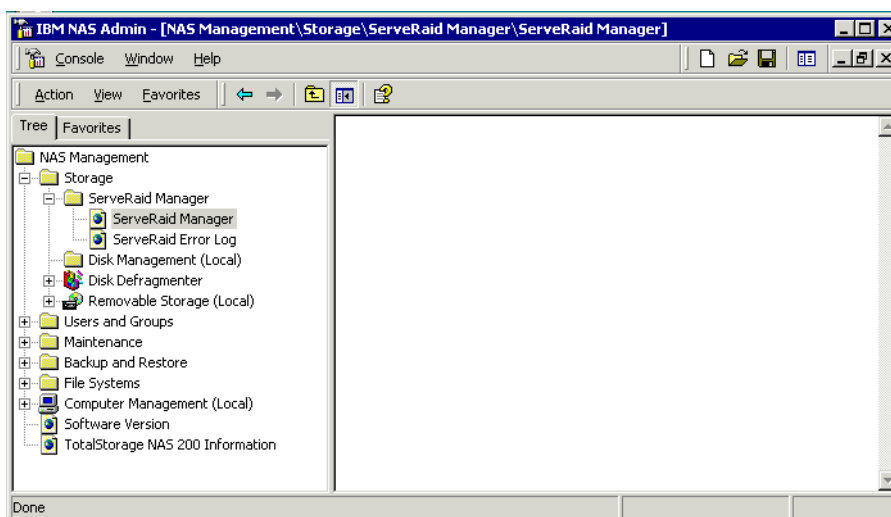 IBM NAS Admin - [NAS Management\Storage\ServeRaid Manager\ServeRaid Manager]
Console Window Help
Action View Favorites
Tree Favorites
NAS Management
Storage
ServeRaid Manager
ServeRaid Manager
ServeRaid Error Log
Disk Management (Local)
Disk Defragmenter
Removable Storage (Local)
Users and Groups
Maintenance
Backup and Restore
File Systems
Computer Management (Local)
Software Version
TotalStorage NAS 200 Information
Done